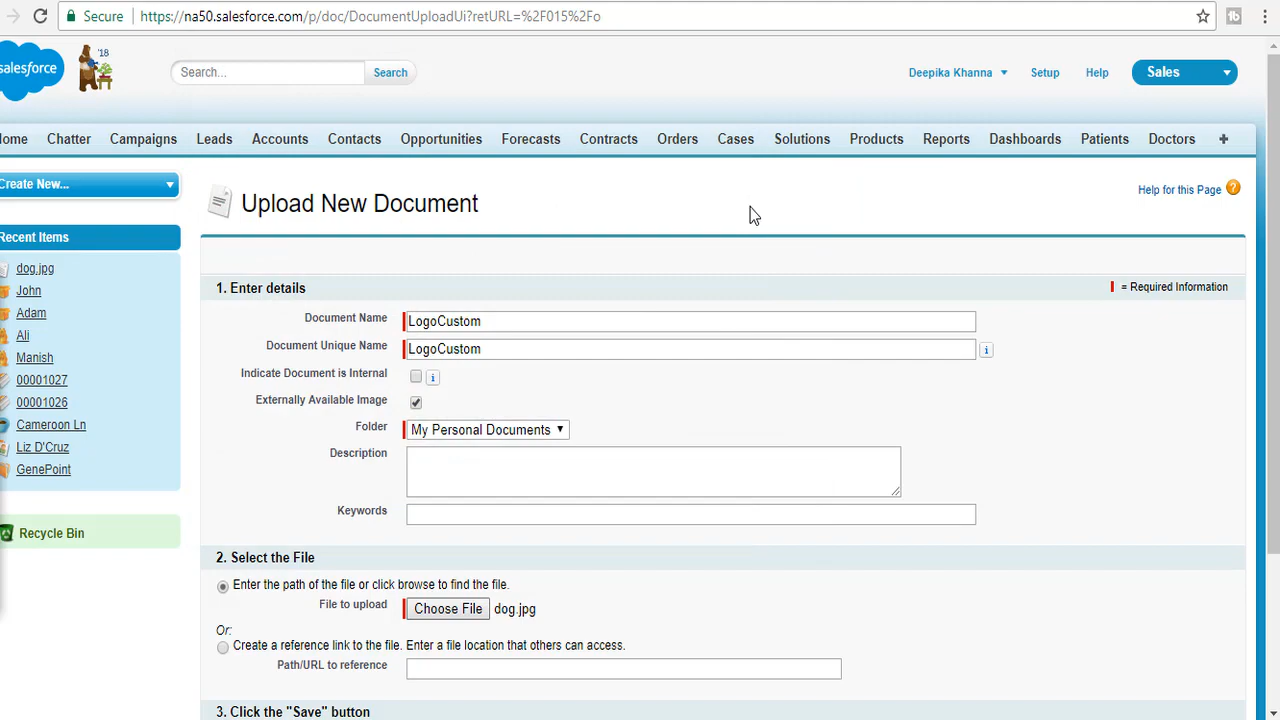 Secure https://na50.salesforce.com/p/doc/DocumentUploadUi?retURL=%2F015%2Fo
salesforce '18 Search... Search Deepika Khanna Setup Help Sales
ome Chatter Campaigns Leads Accounts Contacts Opportunities Forecasts Contracts Orders Cases Solutions Products Reports Dashboards Patients Doctors +
Create New...
Recent Items
dog.jpg
John
Adam
Ali
Manish
00001027
00001026
Cameroon Ln
Liz D'Cruz
GenePoint
Recycle Bin
Upload New Document
Help for this Page ?
1. Enter details
= Required Information
Document Name LogoCustom
Document Unique Name LogoCustom i
Indicate Document is Internal i
Externally Available Image
Folder My Personal Documents
Description
Keywords
2. Select the File
Enter the path of the file or click browse to find the file.
File to upload Choose File dog.jpg
Or:
Create a reference link to the file. Enter a file location that others can access.
Path/URL to reference
3. Click the "Save" button